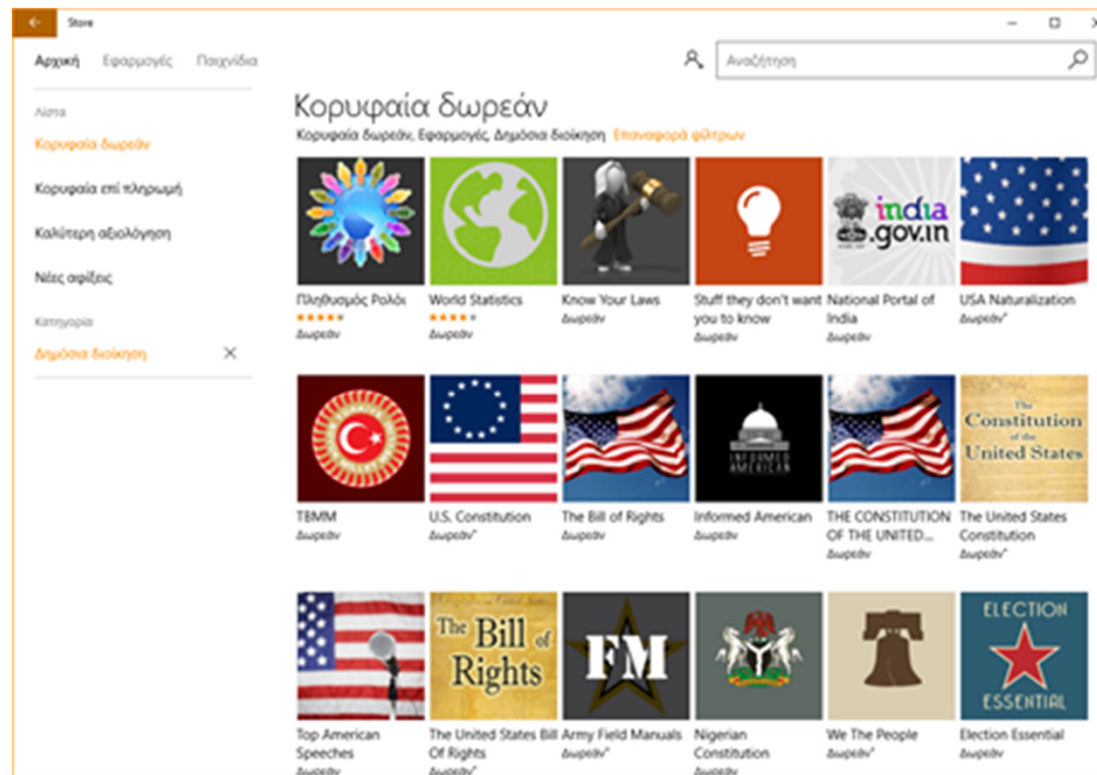 Store
Αρχική Εφαρμογές Παιχνίδια
Αναζήτηση
Λίστα
Κορυφαία δωρεάν
Κορυφαία επί πληρωμή
Καλύτερη αξιολόγηση
Νέες αφίξεις
Κατηγορία
Δημόσια διοίκηση
Κορυφαία δωρεάν
Κορυφαία δωρεάν, Εφαρμογές, Δημόσια διοίκηση Επαναφορά φίλτρων
india
.gov.in
Πληθυσμός Ρολόι
Δωρεάν
World Statistics
Δωρεάν
Know Your Laws
Δωρεάν
Stuff they don't want
you to know
Δωρεάν
National Portal of
India
Δωρεάν
USA Naturalization
Δωρεάν*
INFORMED
AMERICAN
The
Constitution
of the
United States
TBMM
Δωρεάν
U.S. Constitution
Δωρεάν*
The Bill of Rights
Δωρεάν
Informed American
Δωρεάν
THE CONSTITUTION
OF THE UNITED...
Δωρεάν
The United States
Constitution
Δωρεάν*
The Bill of
Rights
FM
ELECTION
ESSENTIAL
Top American
Speeches
Δωρεάν
The United States Bill
Of Rights
Δωρεάν*
Army Field Manuals
Δωρεάν*
Nigerian
Constitution
Δωρεάν
We The People
Δωρεάν*
Election Essential
Δωρεάν